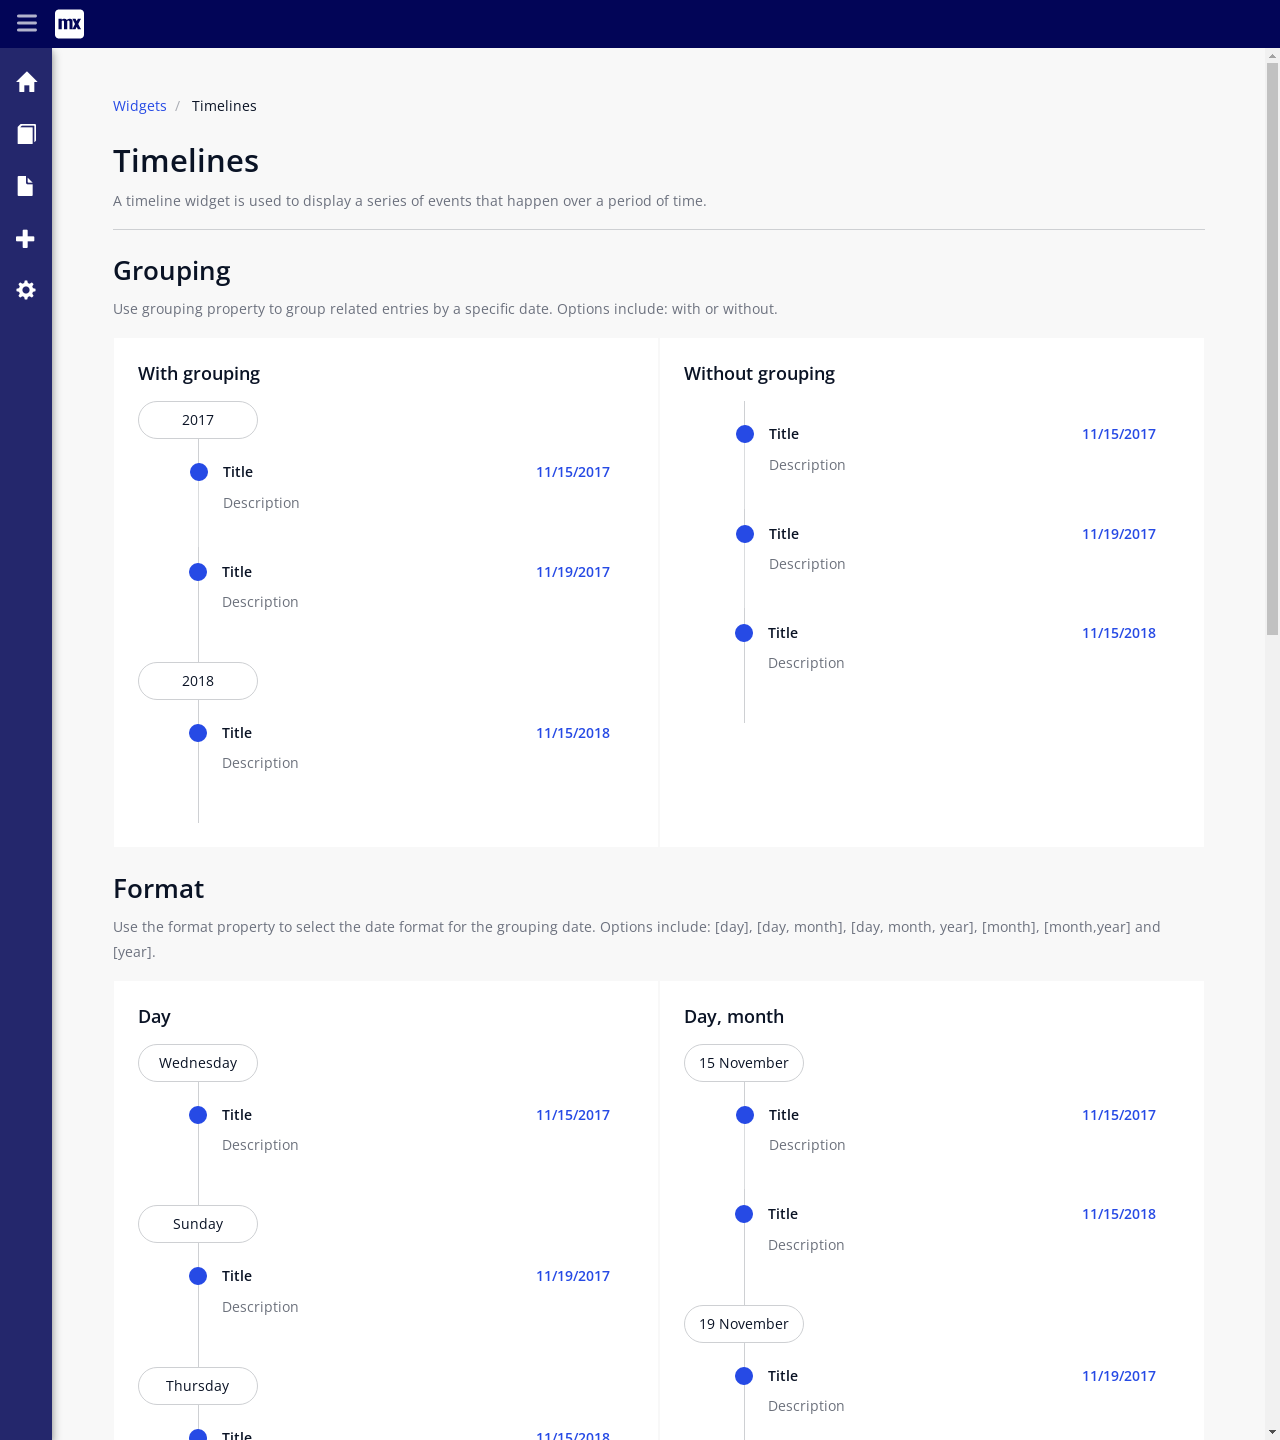 mx
Widgets / Timelines
Timelines
A timeline widget is used to display a series of events that happen over a period of time.
Grouping
Use grouping property to group related entries by a specific date. Options include: with or without.
With grouping
2017
Title 11/15/2017
Description
Title 11/19/2017
Description
2018
Title 11/15/2018
Description
Without grouping
Title 11/15/2017
Description
Title 11/19/2017
Description
Title 11/15/2018
Description
Format
Use the format property to select the date format for the grouping date. Options include: [day], [day, month], [day, month, year], [month], [month,year] and
[year].
Day
Wednesday
Title 11/15/2017
Description
Sunday
Title 11/19/2017
Description
Thursday
Title 11/15/2018
Day, month
15 November
Title 11/15/2017
Description
Title 11/15/2018
Description
19 November
Title 11/19/2017
Description